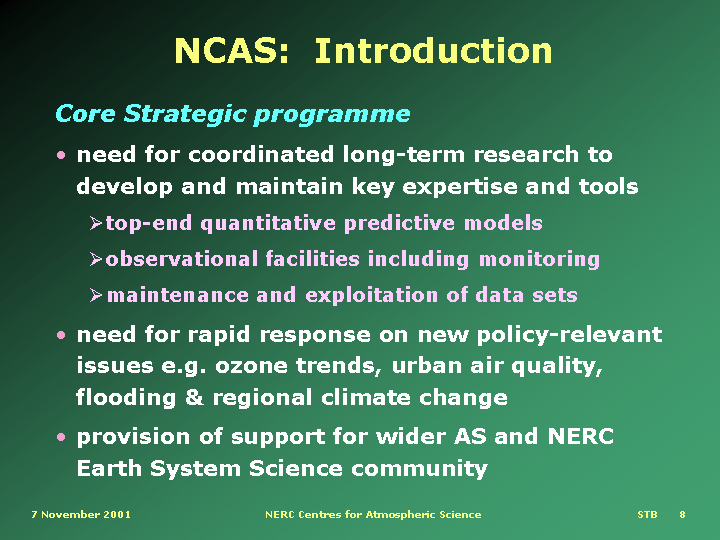 NCAS:  Introduction
Core Strategic programme
• need for coordinated long-term research to
develop and maintain key expertise and tools
➢top-end quantitative predictive models
➢observational facilities including monitoring
➢maintenance and exploitation of data sets
• need for rapid response on new policy-relevant
issues e.g. ozone trends, urban air quality,
flooding & regional climate change
• provision of support for wider AS and NERC
Earth System Science community
7 November 2001 NERC Centres for Atmospheric Science STB 8